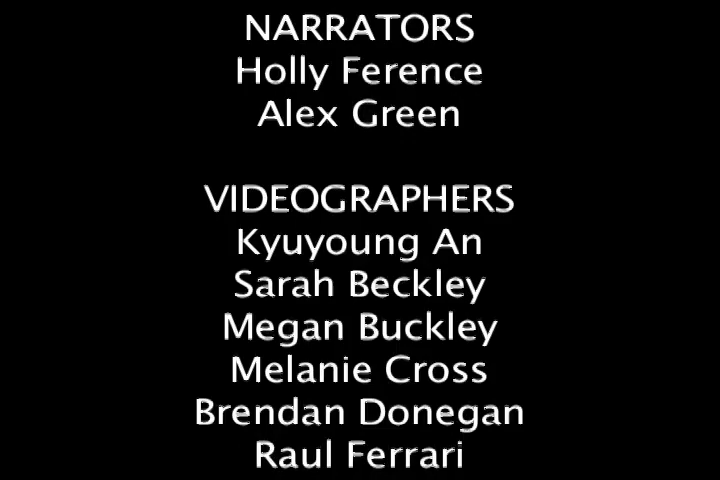 NARRATORS
Holly Ference
Alex Green
VIDEOGRAPHERS
Kyuyoung An
Sarah Beckley
Megan Buckley
Melanie Cross
Brendan Donegan
Raul Ferrari